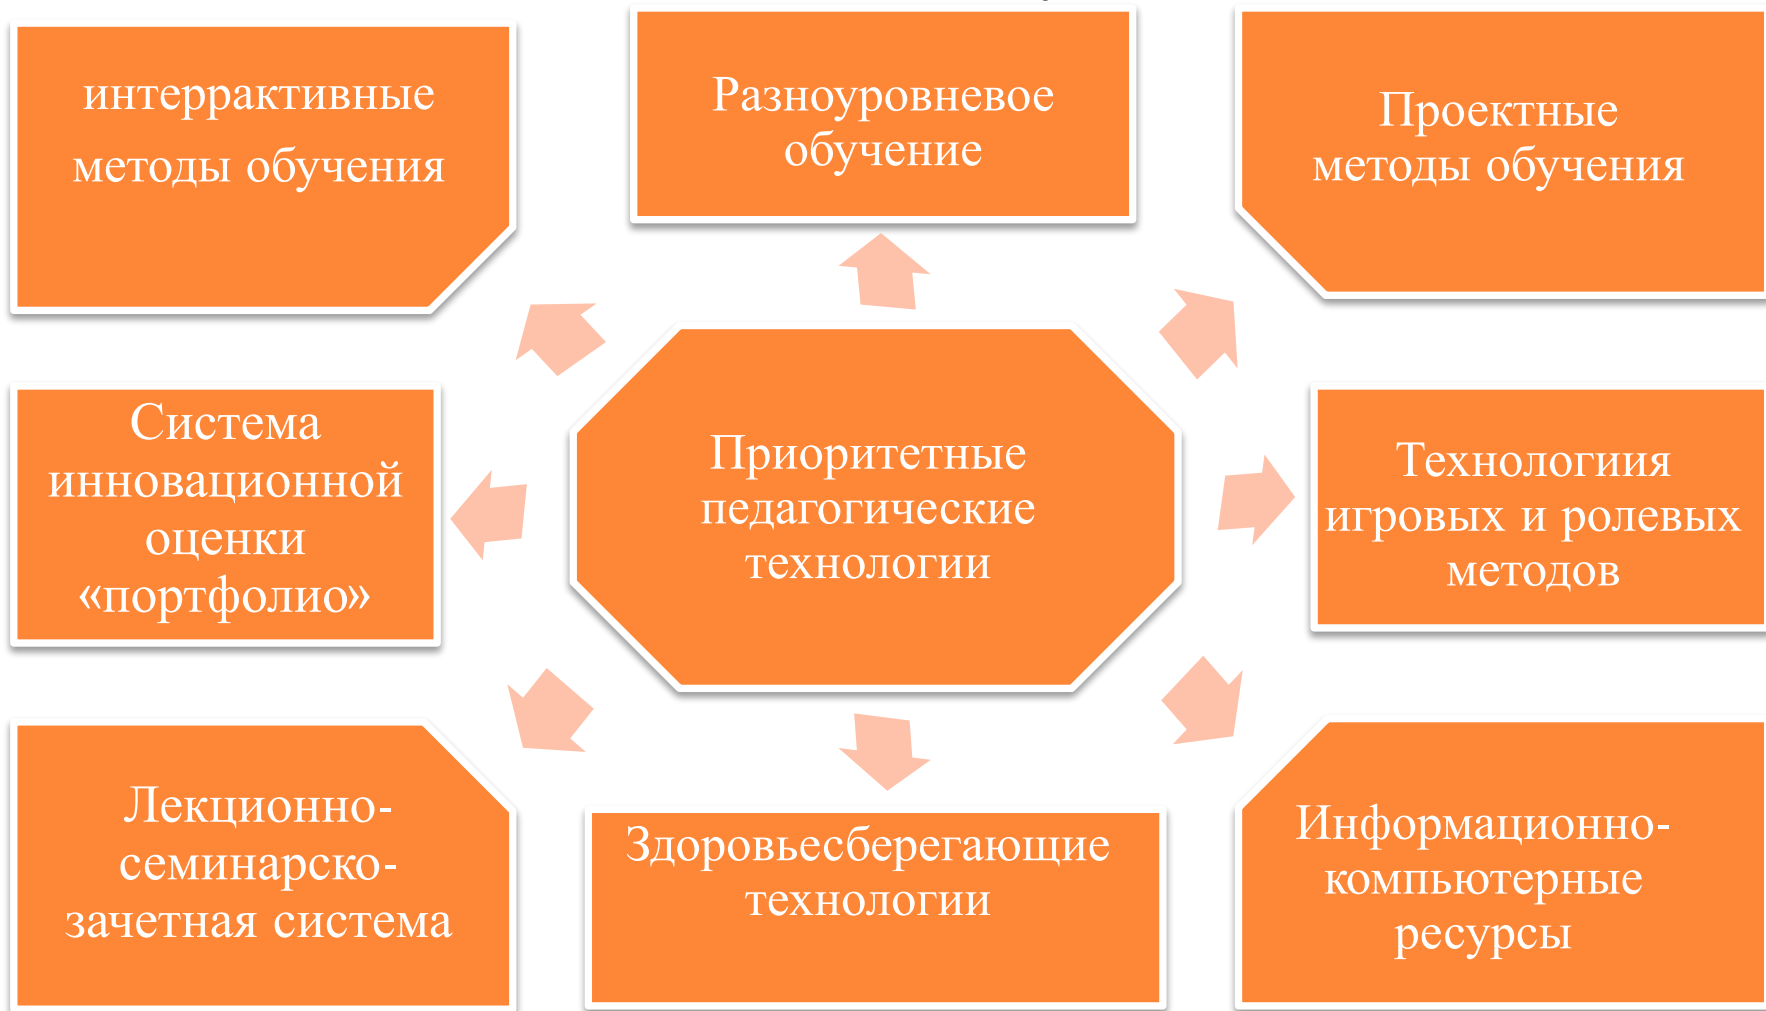 интеррактивные
методы обучения
Разноуровневое
обучение
Проектные
методы обучения
Система
инновационной
оценки
«портфолио»
Приоритетные
педагогические
технологии
Технологиия
игровых и ролевых
методов
Лекционно-
семинарско-
зачетная система
Здоровьесберегающие
технологии
Информационно-
компьютерные
ресурсы